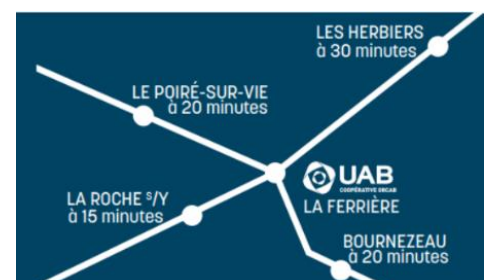 LES HERBIERS
à 30 minutes
LE POIRÉ-SUR-VIE
à 20 minutes
UAB
COOPÉRATIVE ORCAB
LA FERRIÈRE
LA ROCHE S/Y
à 15 minutes
BOURNEZEAU
à 20 minutes